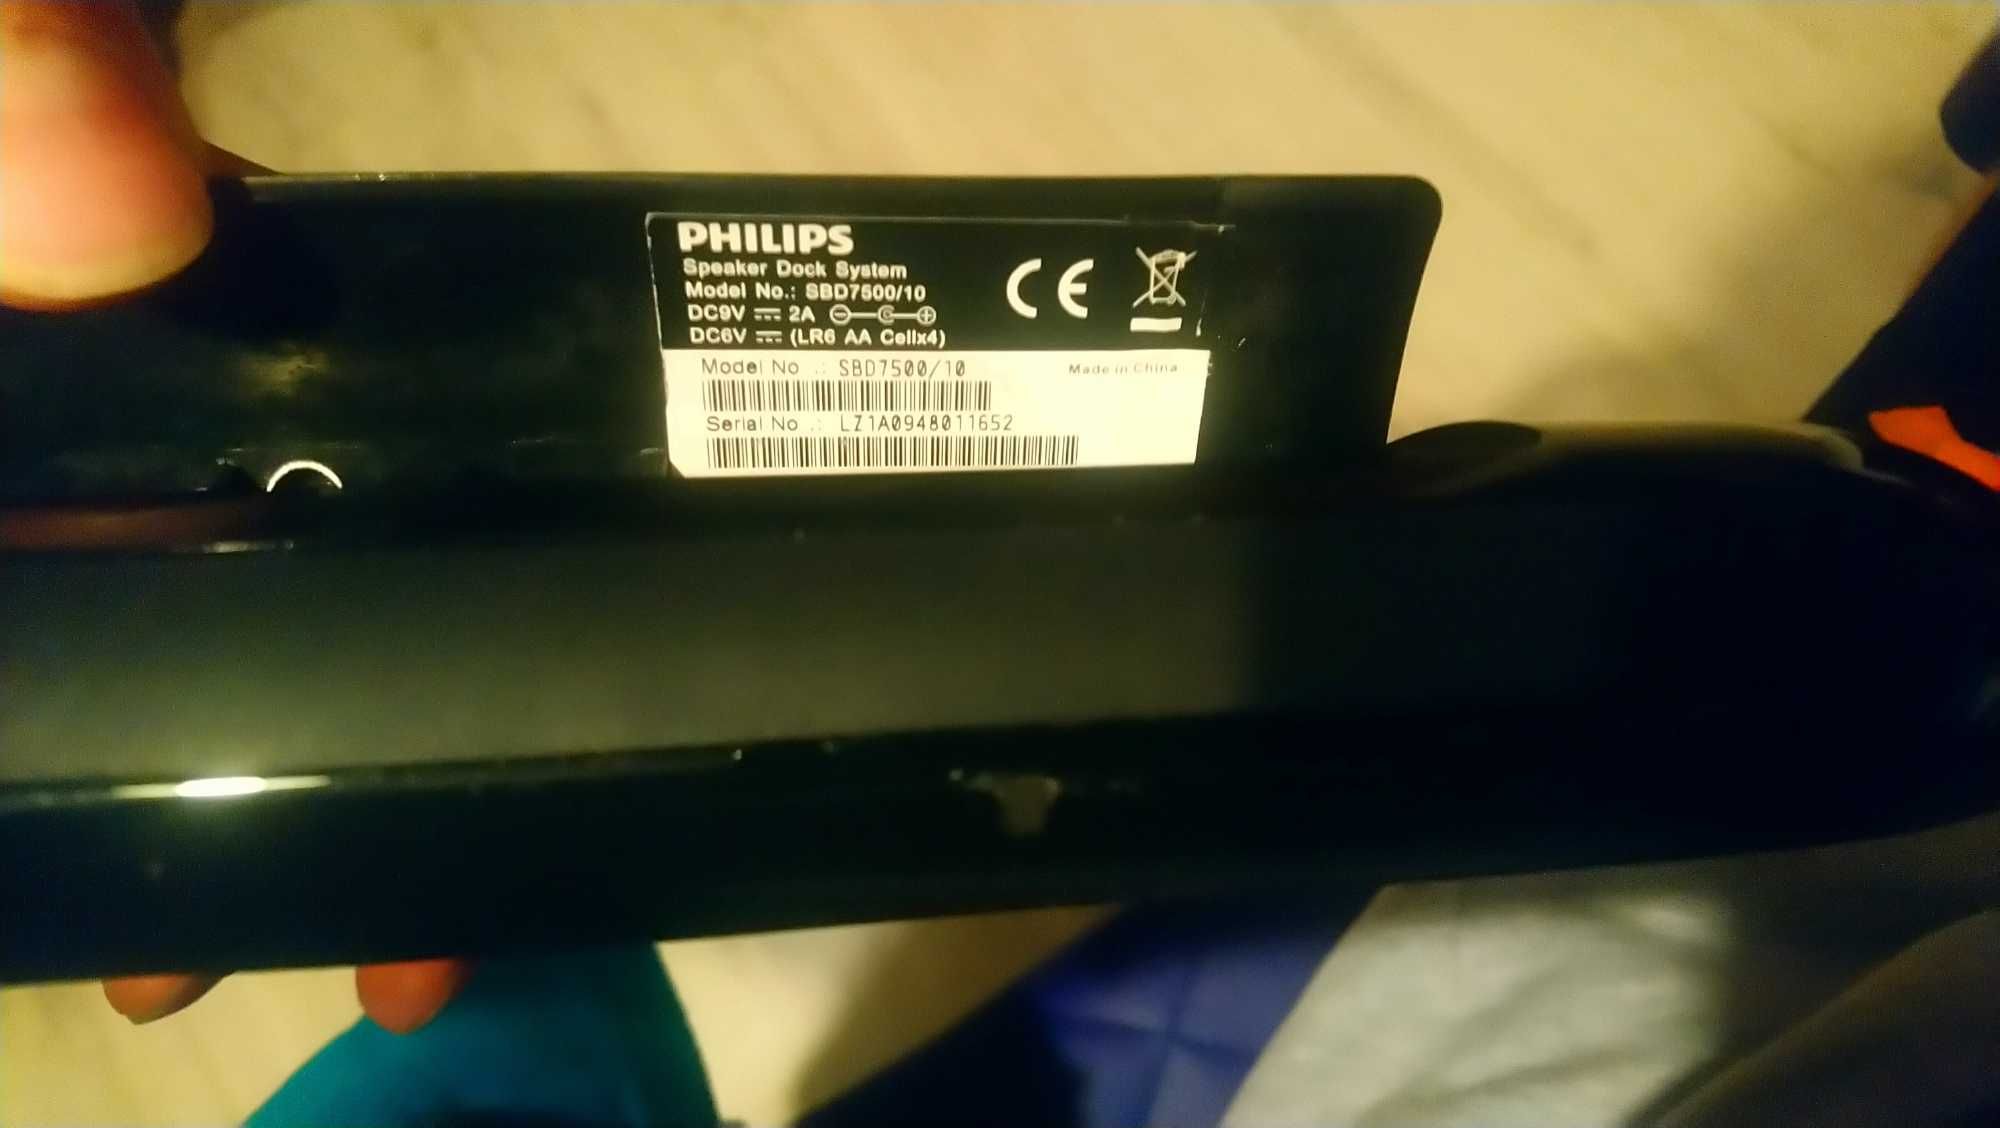 PHILIPS
Speaker Dock System
Model No.: SBD7500/10
DC9V ⎓ 2A
DC6V ⎓ (LR6 AA Cellx4)
CE
Model No .: SBD7500/10
Made in China
Serial No .: LZ1A0948011652